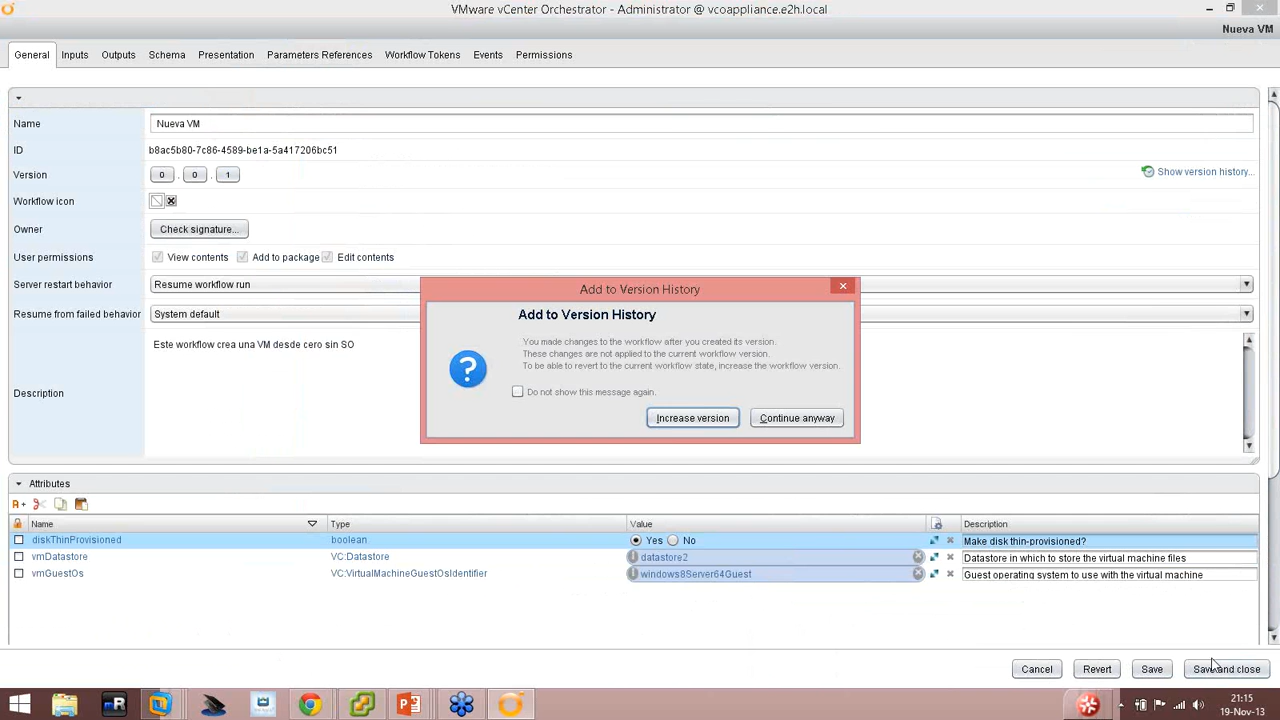 VMware vCenter Orchestrator - Administrator @ vcoappliance.e2h.local
Nueva VM
General Inputs Outputs Schema Presentation Parameters References Workflow Tokens Events Permissions
Name Nueva VM
ID b8ac5b80-7c86-4589-be1a-5a417206bc51
Version 0 . 0 . 1 Show version history...
Workflow icon
Owner Check signature...
User permissions View contents Add to package Edit contents
Server restart behavior Resume workflow run
Resume from failed behavior System default
Este workflow crea una VM desde cero sin SO
Description
Add to Version History
Add to Version History
You made changes to the workflow after you created its version.
These changes are not applied to the current workflow version.
To be able to revert to the current workflow state, increase the workflow version.
Do not show this message again.
Increase version Continue anyway
Attributes
Name Type Value Description
diskThinProvisioned boolean Yes No Make disk thin-provisioned?
vmDatastore VC:Datastore datastore2 Datastore in which to store the virtual machine files
vmGuestOs VC:VirtualMachineGuestOsIdentifier windows8Server64Guest Guest operating system to use with the virtual machine
Cancel Revert Save Save and close
21:15
19-Nov-13